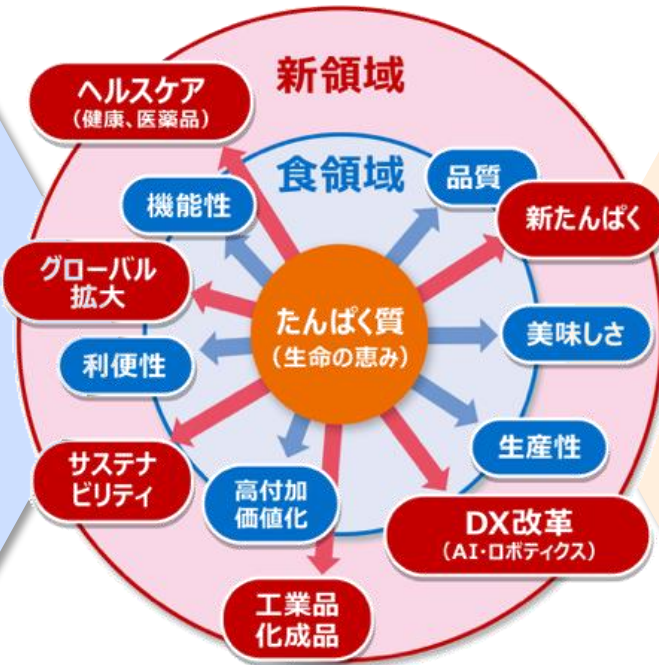 新領域
ヘルスケア
（健康、医薬品）
食領域
品質
機能性
新たんぱく
グローバル
拡大
たんぱく質
（生命の恵み）
美味しさ
利便性
生産性
サステナ
ビリティ
高付加
価値化
DX改革
（AI・ロボティクス）
工業品
化成品